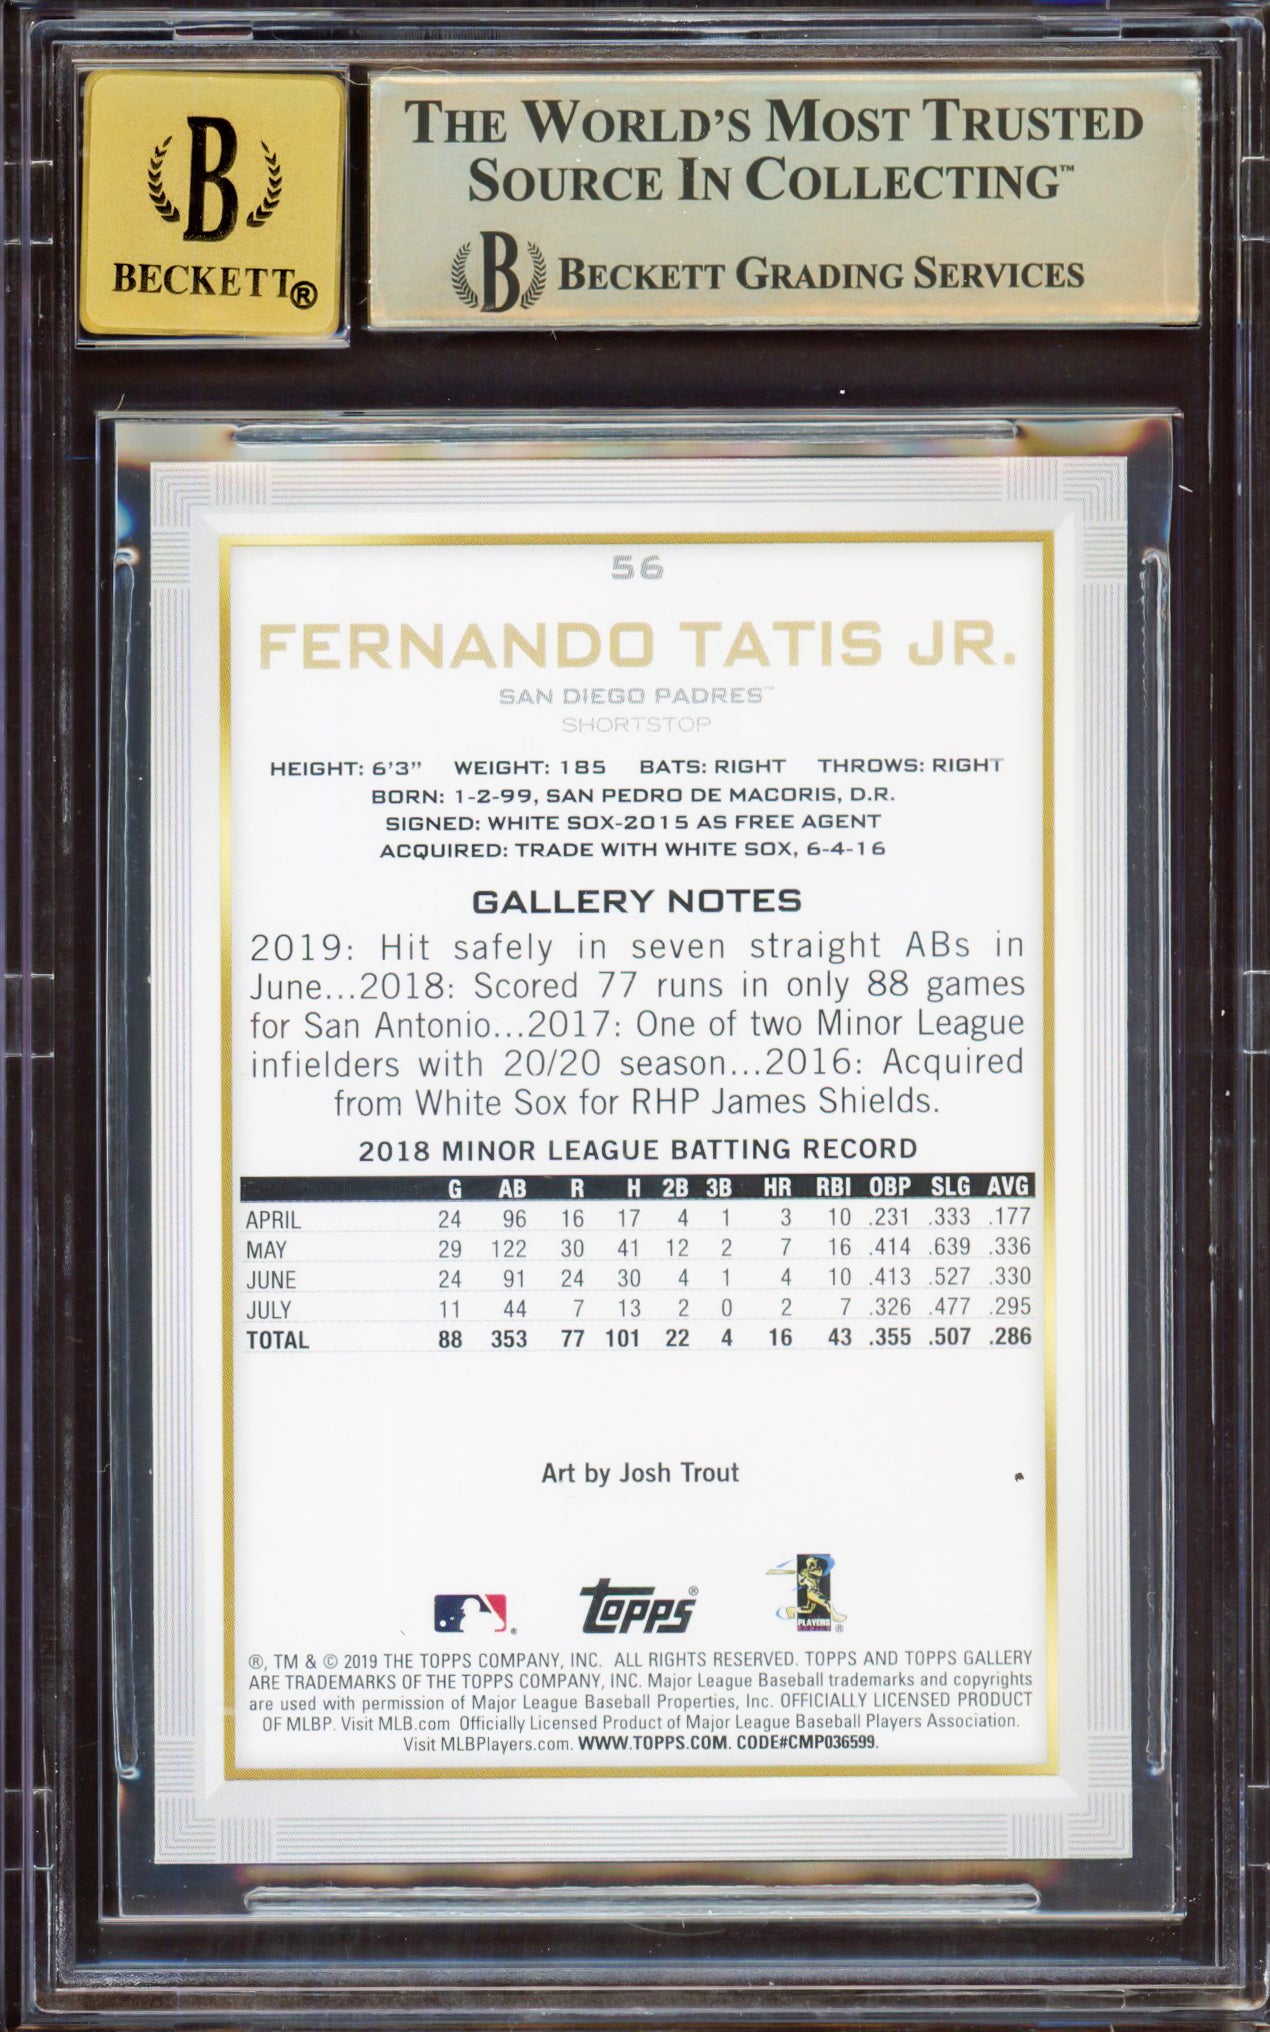 B
BECKETT®
THE WORLD'S MOST TRUSTED
SOURCE IN COLLECTING™
B BECKETT GRADING SERVICES
56
FERNANDO TATIS JR.
SAN DIEGO PADRES™
SHORTSTOP
HEIGHT: 6'3" WEIGHT: 185 BATS: RIGHT THROWS: RIGHT
BORN: 1-2-99, SAN PEDRO DE MACORIS, D.R.
SIGNED: WHITE SOX-2015 AS FREE AGENT
ACQUIRED: TRADE WITH WHITE SOX, 6-4-16
GALLERY NOTES
2019: Hit safely in seven straight ABs in
June...2018: Scored 77 runs in only 88 games
for San Antonio...2017: One of two Minor League
infielders with 20/20 season...2016: Acquired
from White Sox for RHP James Shields.
2018 MINOR LEAGUE BATTING RECORD
G AB R H 2B 3B HR RBI OBP SLG AVG
APRIL 24 96 16 17 4 1 3 10 .231 .333 .177
MAY 29 122 30 41 12 2 7 16 .414 .639 .336
JUNE 24 91 24 30 4 1 4 10 .413 .527 .330
JULY 11 44 7 13 2 0 2 7 .326 .477 .295
TOTAL 88 353 77 101 22 4 16 43 .355 .507 .286
Art by Josh Trout
topps®
PLAYERS
®, TM & © 2019 THE TOPPS COMPANY, INC. ALL RIGHTS RESERVED. TOPPS AND TOPPS GALLERY
ARE TRADEMARKS OF THE TOPPS COMPANY, INC. Major League Baseball trademarks and copyrights
are used with permission of Major League Baseball Properties, Inc. OFFICIALLY LICENSED PRODUCT
OF MLBP. Visit MLB.com Officially Licensed Product of Major League Baseball Players Association.
Visit MLBPlayers.com. WWW.TOPPS.COM. CODE#CMP036599.